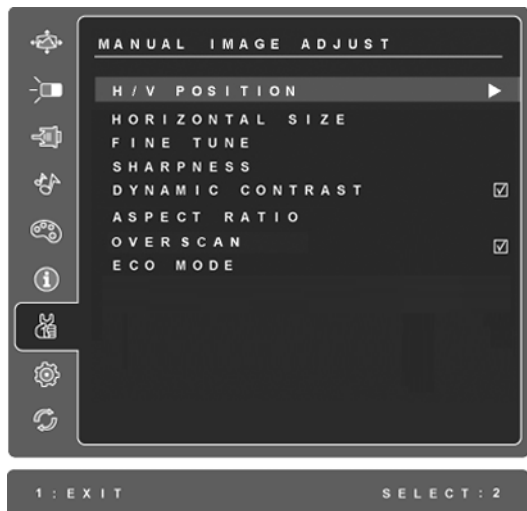 MANUAL IMAGE ADJUST
H/V POSITION
HORIZONTAL SIZE
FINE TUNE
SHARPNESS
DYNAMIC CONTRAST
ASPECT RATIO
OVERSCAN
ECO MODE
1:EXIT SELECT:2